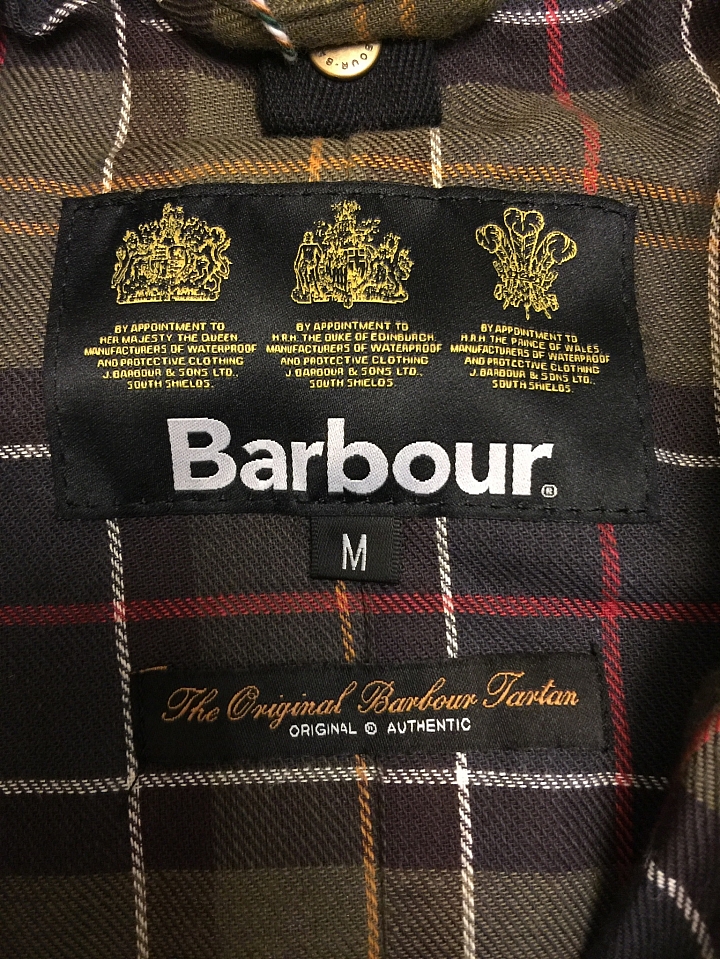 BY APPOINTMENT TO
HER MAJESTY THE QUEEN
MANUFACTURERS OF WATERPROOF
AND PROTECTIVE CLOTHING
J. BARBOUR & SONS LTD.,
SOUTH SHIELDS.
BY APPOINTMENT TO
H.R.H. THE DUKE OF EDINBURGH
MANUFACTURERS OF WATERPROOF
AND PROTECTIVE CLOTHING
J. BARBOUR & SONS LTD.,
SOUTH SHIELDS.
BY APPOINTMENT TO
H.R.H. THE PRINCE OF WALES
MANUFACTURERS OF WATERPROOF
AND PROTECTIVE CLOTHING
J. BARBOUR & SONS LTD.,
SOUTH SHIELDS.
Barbour®
M
The Original Barbour Tartan
ORIGINAL ® AUTHENTIC